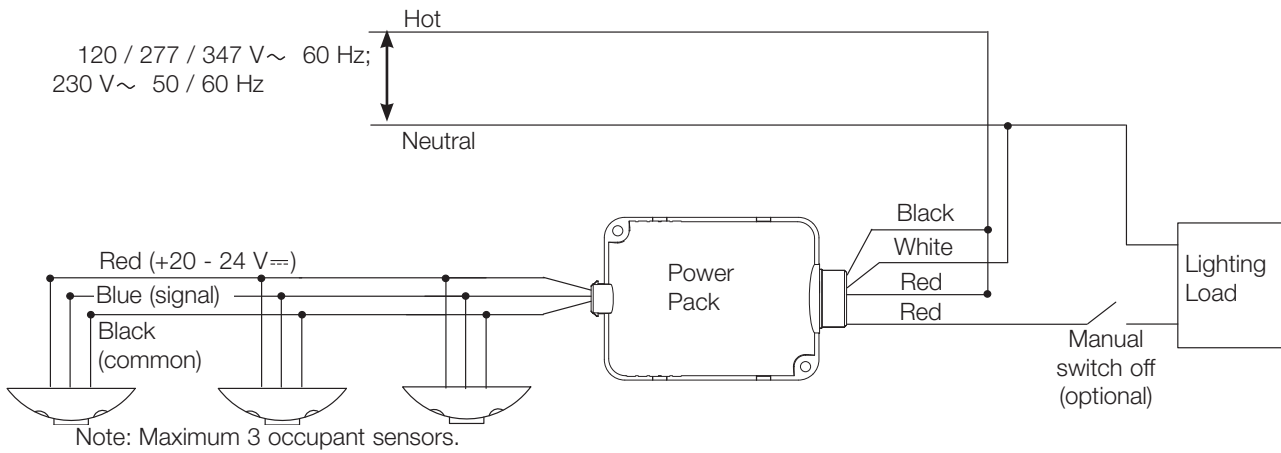 Hot
120 / 277 / 347 V~ 60 Hz;
230 V~ 50 / 60 Hz
Neutral
Black
White
Red
Red
Red (+20 - 24 V⎓)
Blue (signal)
Black
(common)
Power
Pack
Lighting
Load
Manual
switch off
(optional)
Note: Maximum 3 occupant sensors.